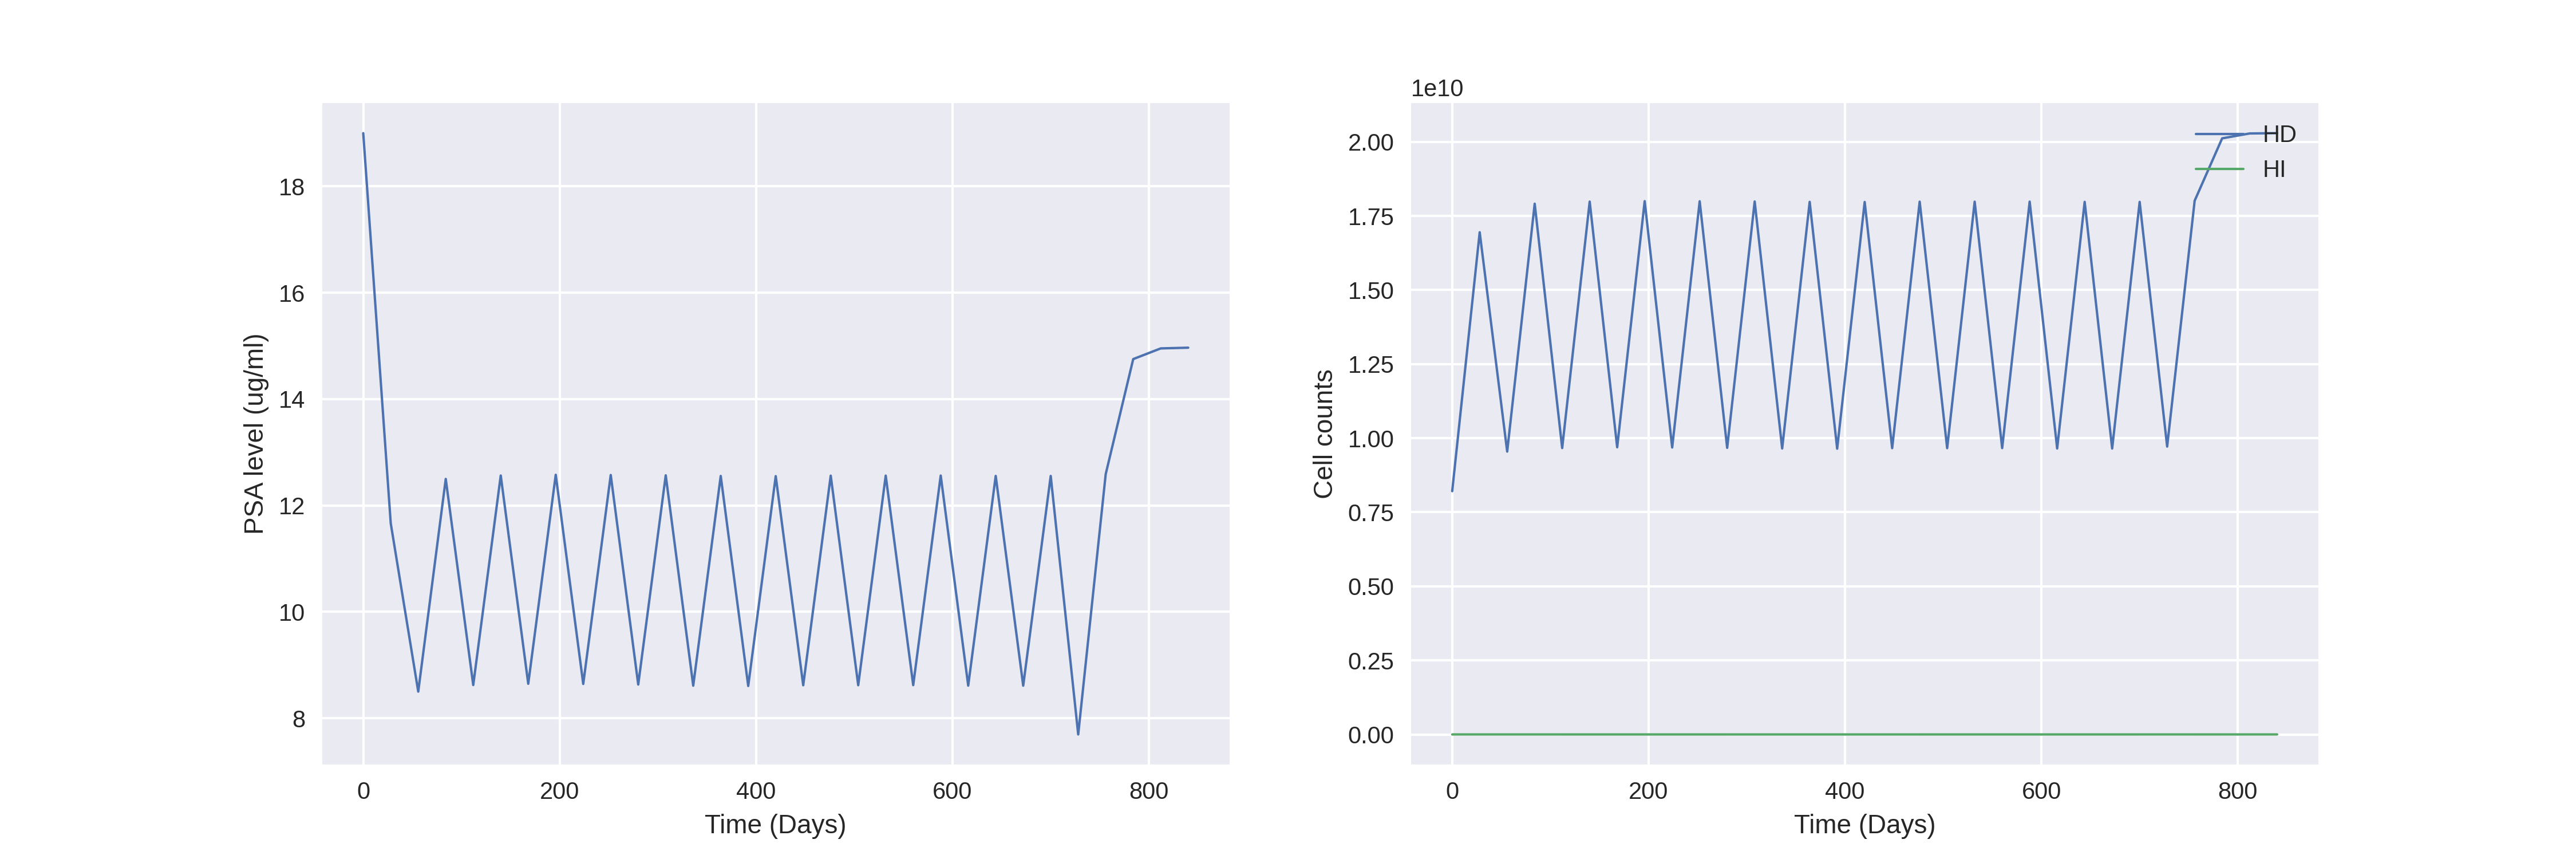 18
16
14
12
10
8
PSA level (ug/ml)
0 200 400 600 800
Time (Days)
1e10
2.00
1.75
1.50
1.25
1.00
0.75
0.50
0.25
0.00
Cell counts
HD
HI
0 200 400 600 800
Time (Days)